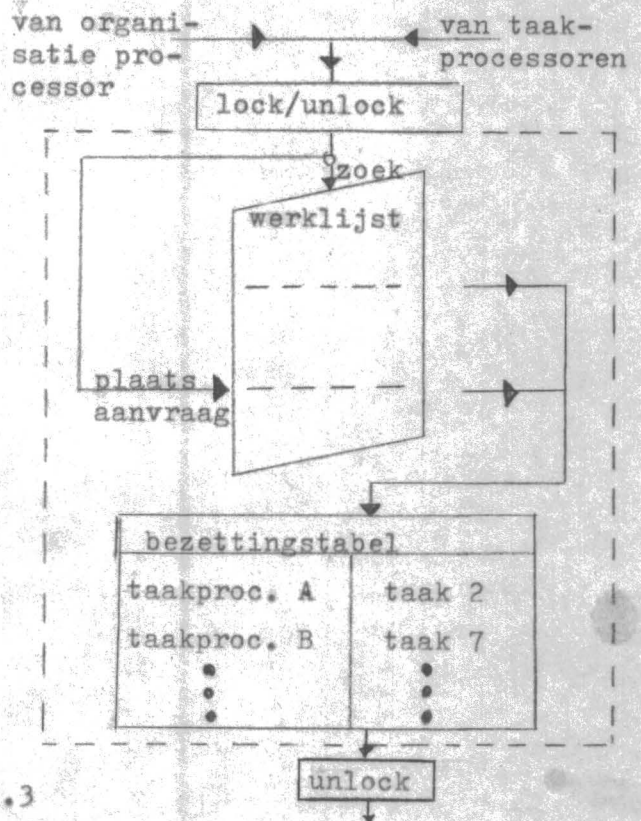 van organi-
satie pro-
cessor
van taak-
processoren
lock/unlock
zoek
werklijst
plaats
aanvraag
bezettingstabel
taakproc. A taak 2
taakproc. B taak 7
unlock
.3